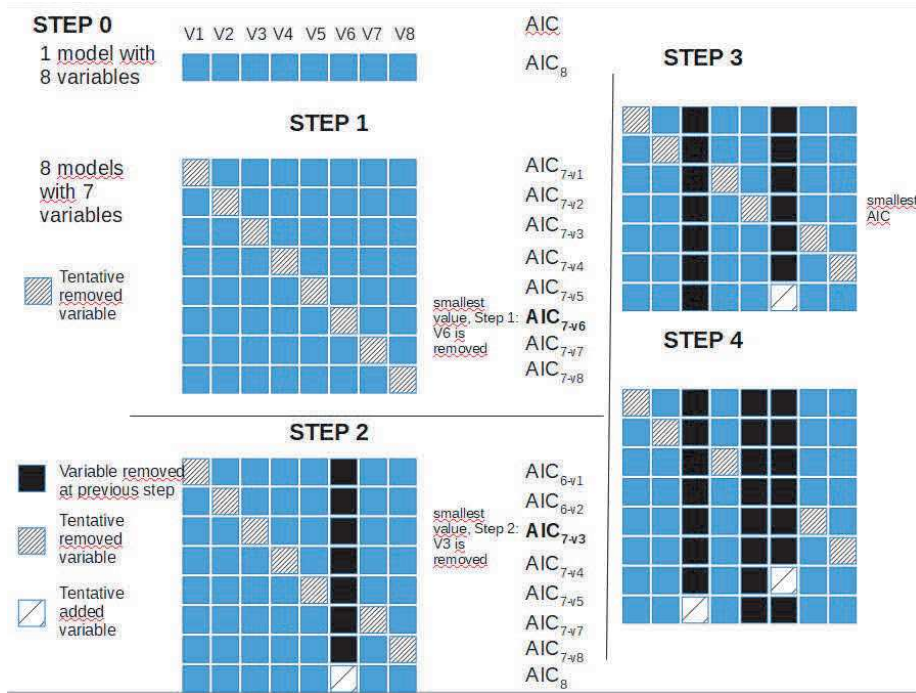 STEP 0
1 model with
8 variables
V1 V2 V3 V4 V5 V6 V7 V8
AIC
AIC8
STEP 1
8 models
with 7
variables
Tentative
removed
variable
AIC7-v1
AIC7-v2
AIC7-v3
AIC7-v4
AIC7-v5
smallest
value, Step 1:
V6 is
removed
AIC7-v6
AIC7-v7
AIC7-v8
STEP 2
Variable removed
at previous step
Tentative
removed
variable
Tentative
added
variable
smallest
value, Step 2:
V3 is
removed
AIC6-v1
AIC6-v2
AIC7-v3
AIC7-v4
AIC7-v5
AIC7-v7
AIC7-v8
AIC8
STEP 3
smallest
AIC
STEP 4